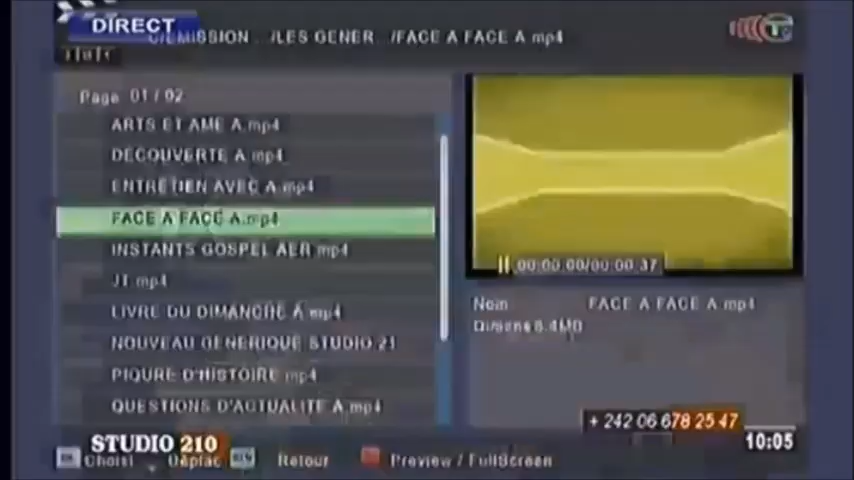 DIRECT
C/EMISSION .. /LES GENER.. /FACE A FACE A mp4
Page 01 / 02
ARTS ET AME A.mp4
DECOUVERTE A mp4
ENTRETIEN AVEC A mp4
FACE A FACE A.mp4
INSTANTS GOSPEL AER mp4
JT mp4
LIVRE DU DIMANCHE A mp4
NOUVEAU GENERIQUE STUDIO 21
PIQURE D'HISTOIRE mp4
QUESTIONS D'ACTUALITE A.mp4
00:00:00/00:00:37
Nom FACE A FACE A mp4
+ 242 06 678 25 47
10:05
STUDIO 210
Choisi Déplac Retour Preview / FullScreen